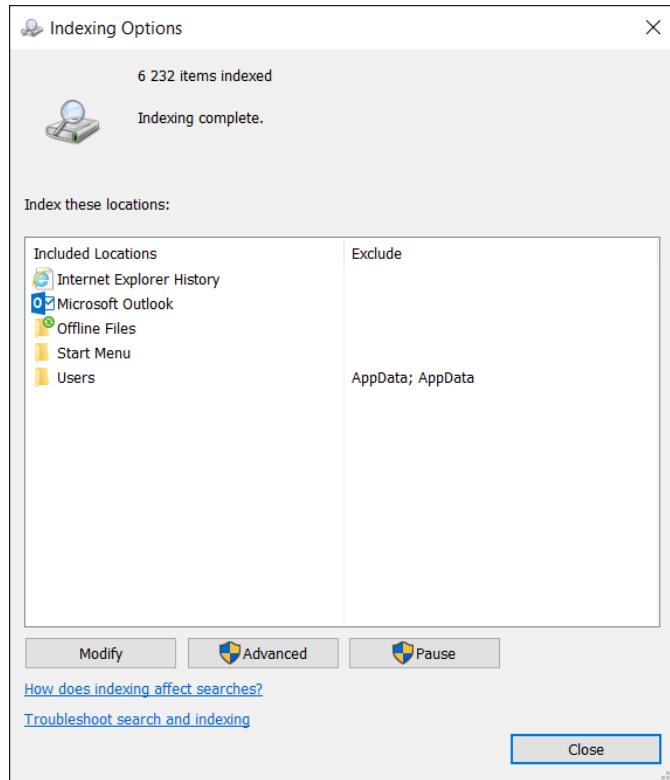 Indexing Options
6 232 items indexed
Indexing complete.
Index these locations:
Included Locations Exclude
Internet Explorer History
Microsoft Outlook
Offline Files
Start Menu
Users AppData; AppData
Modify Advanced Pause
How does indexing affect searches?
Troubleshoot search and indexing
Close